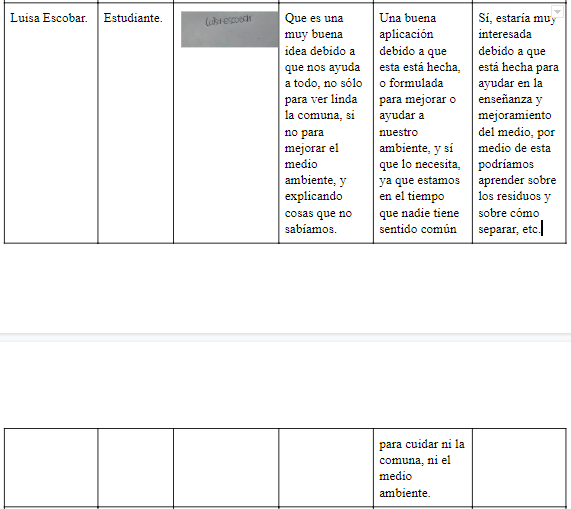 Luisa Escobar.
Estudiante.
Luisa escobar
Que es una
muy buena
idea debido a
que nos ayuda
a todo, no sólo
para ver linda
la comuna, si
no para
mejorar el
medio
ambiente, y
explicando
cosas que no
sabíamos.
Una buena
aplicación
debido a que
esta está hecha,
o formulada
para mejorar o
ayudar a
nuestro
ambiente, y sí
que lo necesita,
ya que estamos
en el tiempo
que nadie tiene
sentido común
Sí, estaría muy
interesada
debido a que
está hecha para
ayudar en la
enseñanza y
mejoramiento
del medio, por
medio de esta
podríamos
aprender sobre
los residuos y
sobre cómo
separar, etc.
para cuidar ni la
comuna, ni el
medio
ambiente.